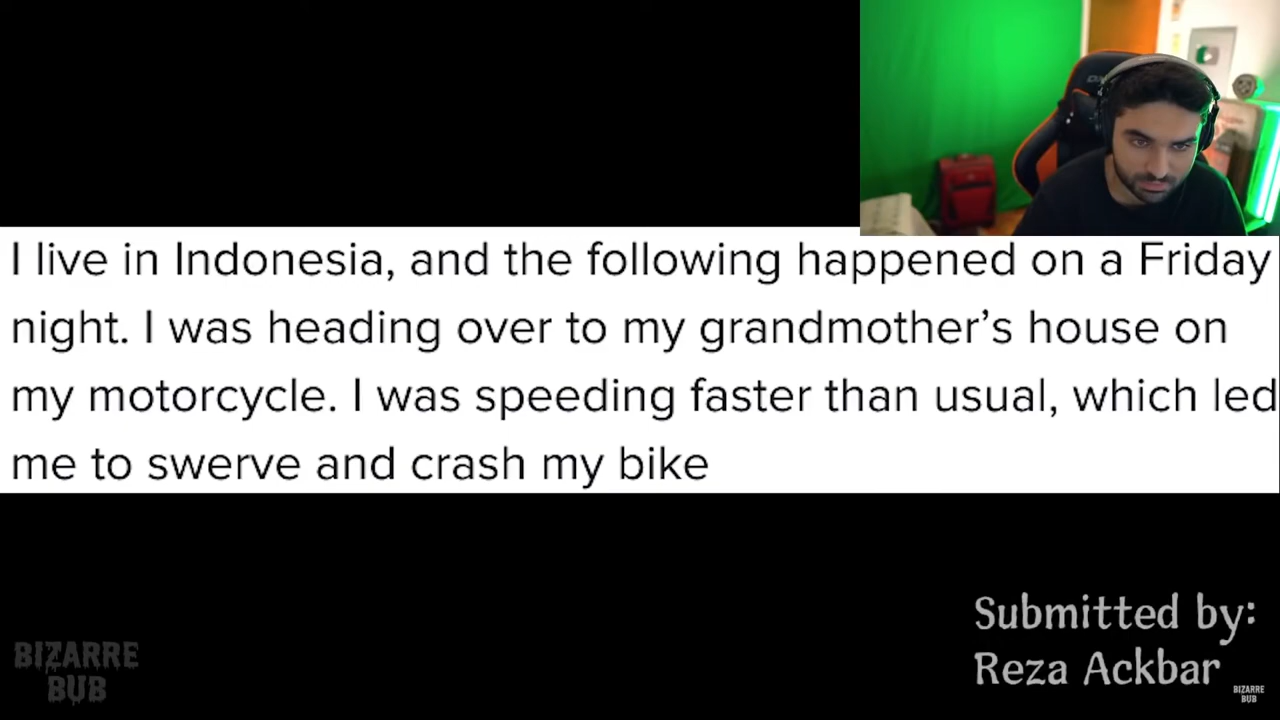 I live in Indonesia, and the following happened on a Friday
night. I was heading over to my grandmother’s house on
my motorcycle. I was speeding faster than usual, which led
me to swerve and crash my bike
Submitted by:
Reza Ackbar
BIZARRE
BUB
BIZARRE
BUB